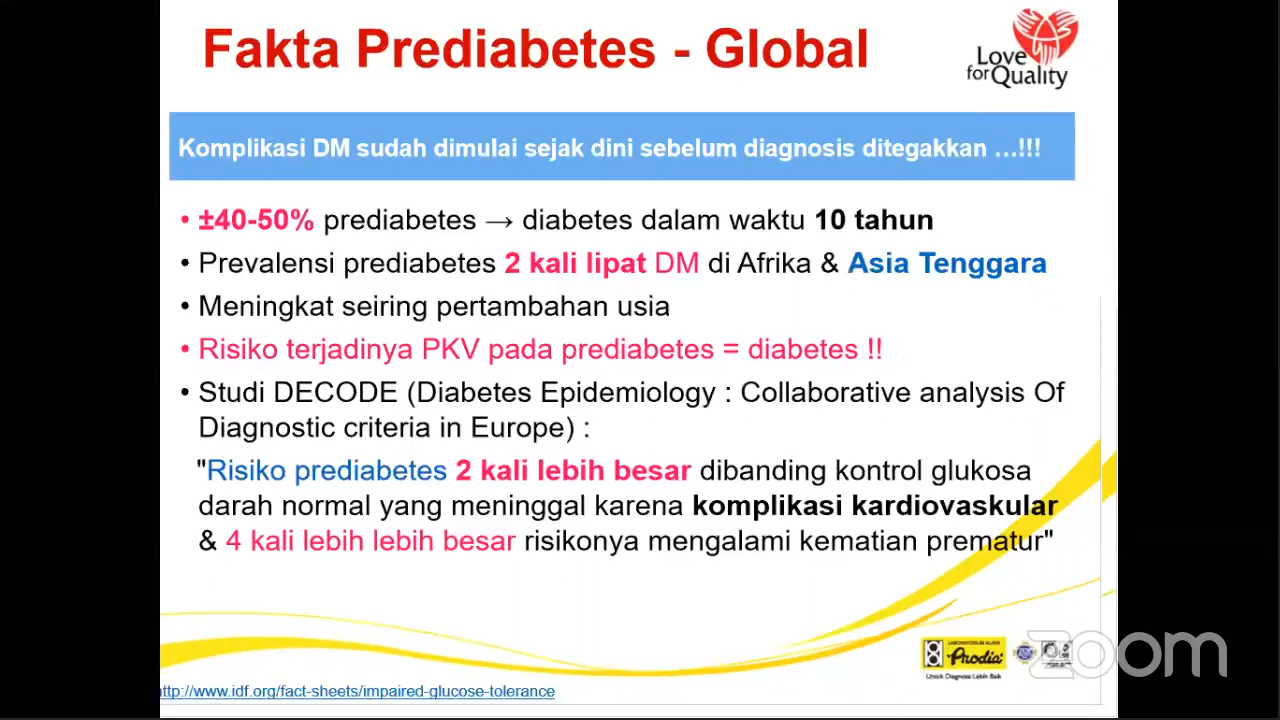 Fakta Prediabetes - Global
Love
for Quality
Komplikasi DM sudah dimulai sejak dini sebelum diagnosis ditegakkan ...!!!
• ±40-50% prediabetes → diabetes dalam waktu 10 tahun
• Prevalensi prediabetes 2 kali lipat DM di Afrika & Asia Tenggara
• Meningkat seiring pertambahan usia
• Risiko terjadinya PKV pada prediabetes = diabetes !!
• Studi DECODE (Diabetes Epidemiology : Collaborative analysis Of
Diagnostic criteria in Europe) :
"Risiko prediabetes 2 kali lebih besar dibanding kontrol glukosa
darah normal yang meninggal karena komplikasi kardiovaskular
& 4 kali lebih lebih besar risikonya mengalami kematian prematur"
LABORATORIUM KLINIK
Prodia
Untuk Diagnosa Lebih Baik
zoom
http://www.idf.org/fact-sheets/impaired-glucose-tolerance